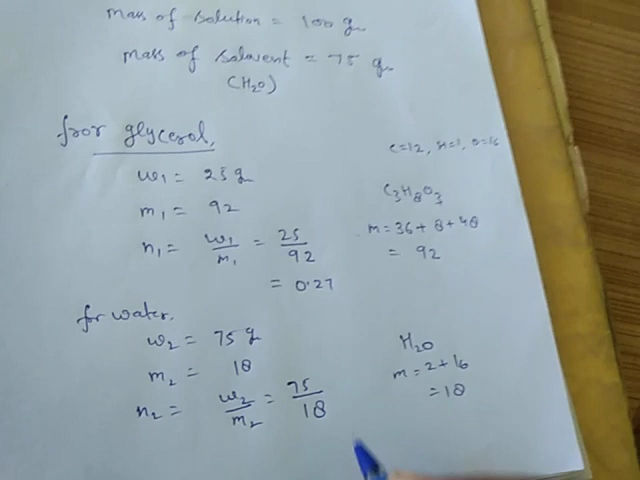 mass of solution = 100 g
mass of solvent = 75 g
(H2O)
for glycerol,
C=12, H=1, O=16
w1 = 25 g
C3H8O3
m1 = 92
m = 36 + 8 + 48
= 92
n1 = w1/m1 = 25/92
= 0.27
for water,
w2 = 75 g
H2O
m2 = 18
m = 2 + 16
= 18
n2 = w2/m2 = 75/18